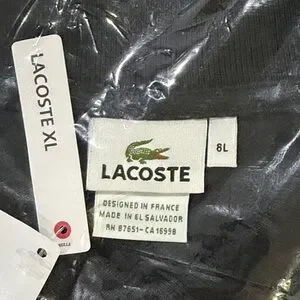 LACOSTE XL
LACOSTE
8L
DESIGNED IN FRANCE
MADE IN EL SALVADOR
RN 87651-CA 16998